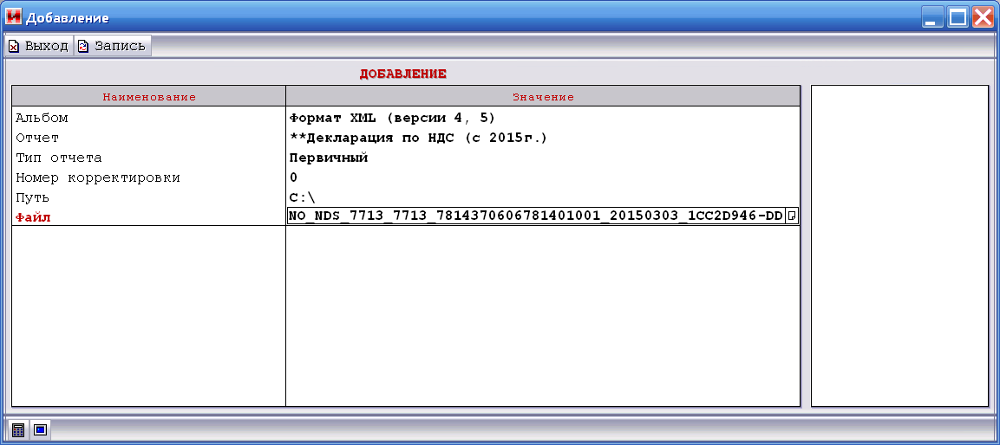 Добавление
Выход Запись
ДОБАВЛЕНИЕ
Наименование Значение
Альбом Формат XML (версии 4, 5)
Отчет **Декларация по НДС (с 2015г.)
Тип отчета Первичный
Номер корректировки 0
Путь C:\
Файл NO_NDS_7713_7713_7814370606781401001_20150303_1CC2D946-DD